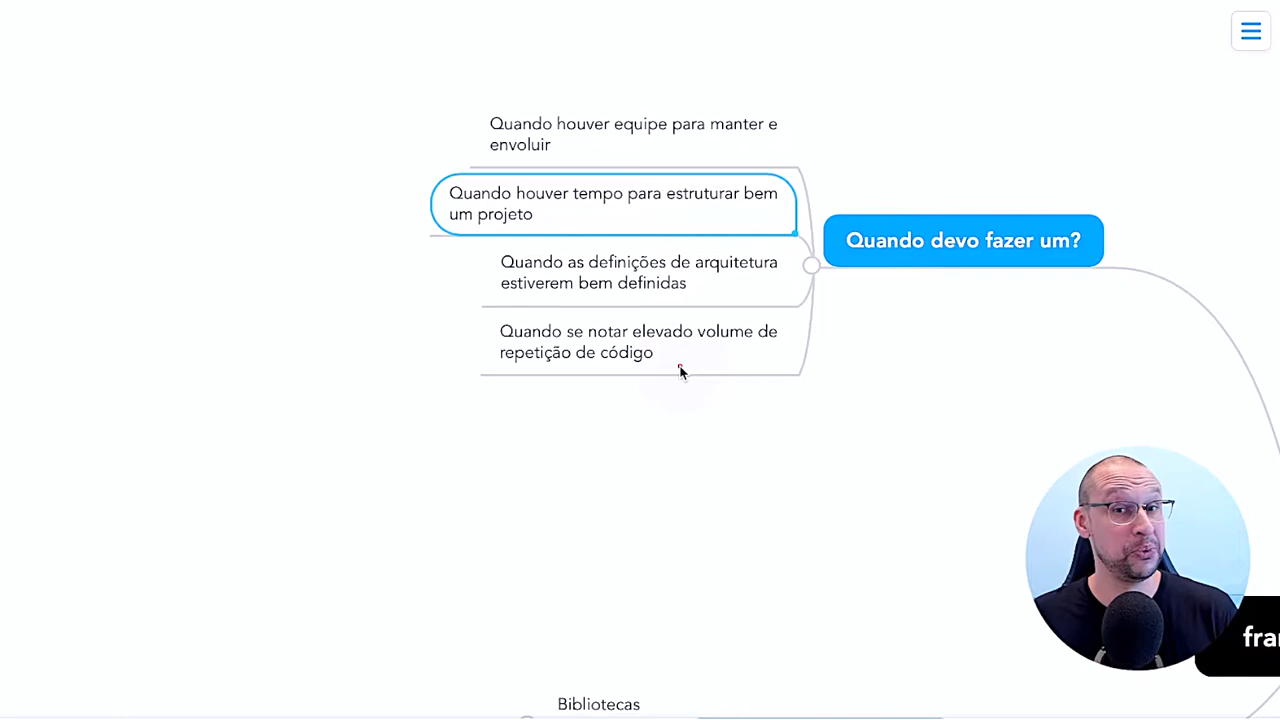 Quando houver equipe para manter e
envoluir
Quando houver tempo para estruturar bem
um projeto
Quando devo fazer um?
Quando as definições de arquitetura
estiverem bem definidas
Quando se notar elevado volume de
repetição de código
Bibliotecas